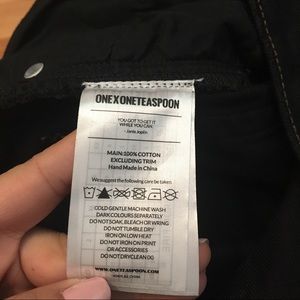 ONEXONETEASPOON
YOU GOT TO GET IT
WHILE YOU CAN.
- Janis Joplin
MAIN: 100% COTTON
EXCLUDING TRIM
Hand Made in China
We suggest the following care be taken
COLD GENTLE MACHINE WASH
DARK COLOURS SEPARATELY
DO NOT SOAK, BLEACH OR WRING
DO NOT TUMBLE DRY
IRON ON LOW HEAT
DO NOT IRON ON PRINT
OR ACCESSORIES
DO NOT DRYCLEAN
WWW.ONETEASPOON.COM